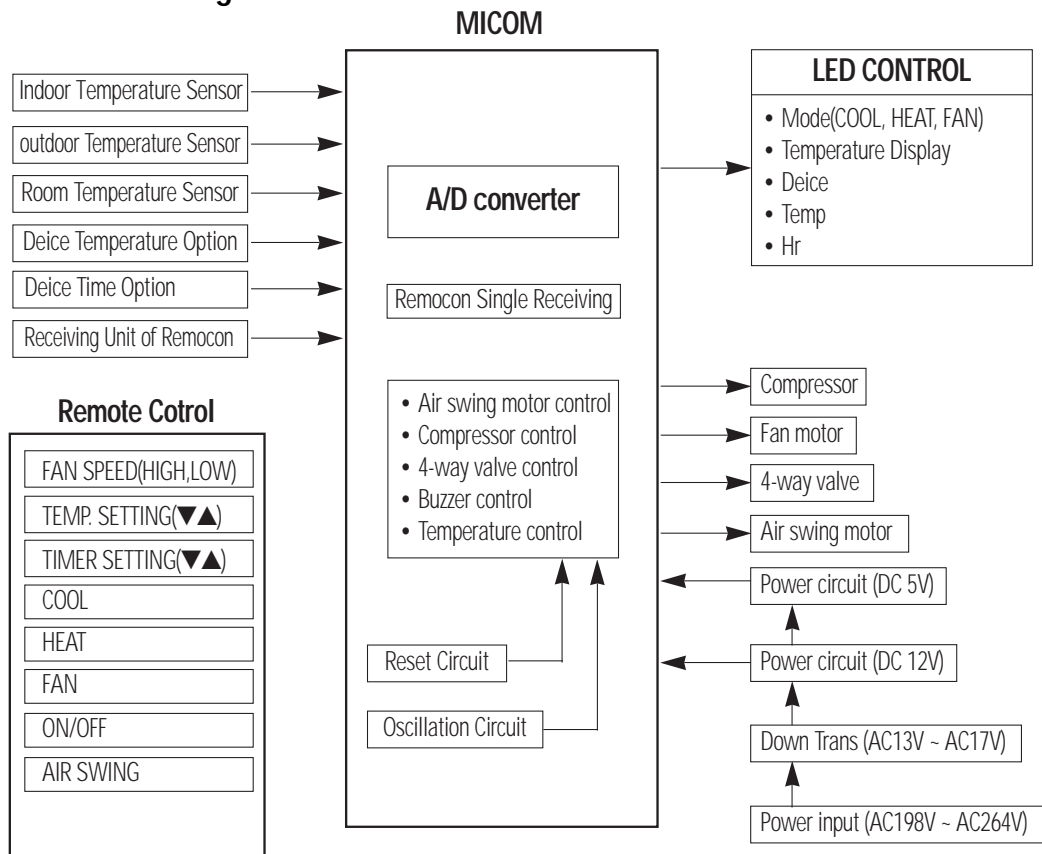 MICOM
Indoor Temperature Sensor
outdoor Temperature Sensor
Room Temperature Sensor
Deice Temperature Option
Deice Time Option
Receiving Unit of Remocon
Remote Cotrol
FAN SPEED(HIGH,LOW)
TEMP. SETTING(▼▲)
TIMER SETTING(▼▲)
COOL
HEAT
FAN
ON/OFF
AIR SWING
A/D converter
Remocon Single Receiving
• Air swing motor control
• Compressor control
• 4-way valve control
• Buzzer control
• Temperature control
Reset Circuit
Oscillation Circuit
LED CONTROL
• Mode(COOL, HEAT, FAN)
• Temperature Display
• Deice
• Temp
• Hr
Compressor
Fan motor
4-way valve
Air swing motor
Power circuit (DC 5V)
Power circuit (DC 12V)
Down Trans (AC13V ~ AC17V)
Power input (AC198V ~ AC264V)